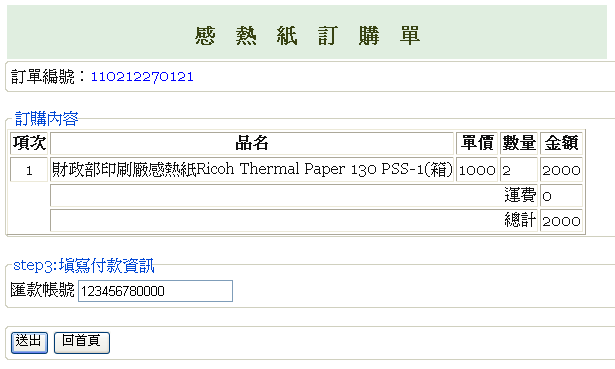 感 熱 紙 訂 購 單
訂單編號：110212270121
訂購內容
項次 品名 單價 數量 金額
1 財政部印刷廠感熱紙Ricoh Thermal Paper 130 PSS-1(箱) 1000 2 2000
運費 0
總計 2000
step3:填寫付款資訊
匯款帳號 123456780000
送出 回首頁